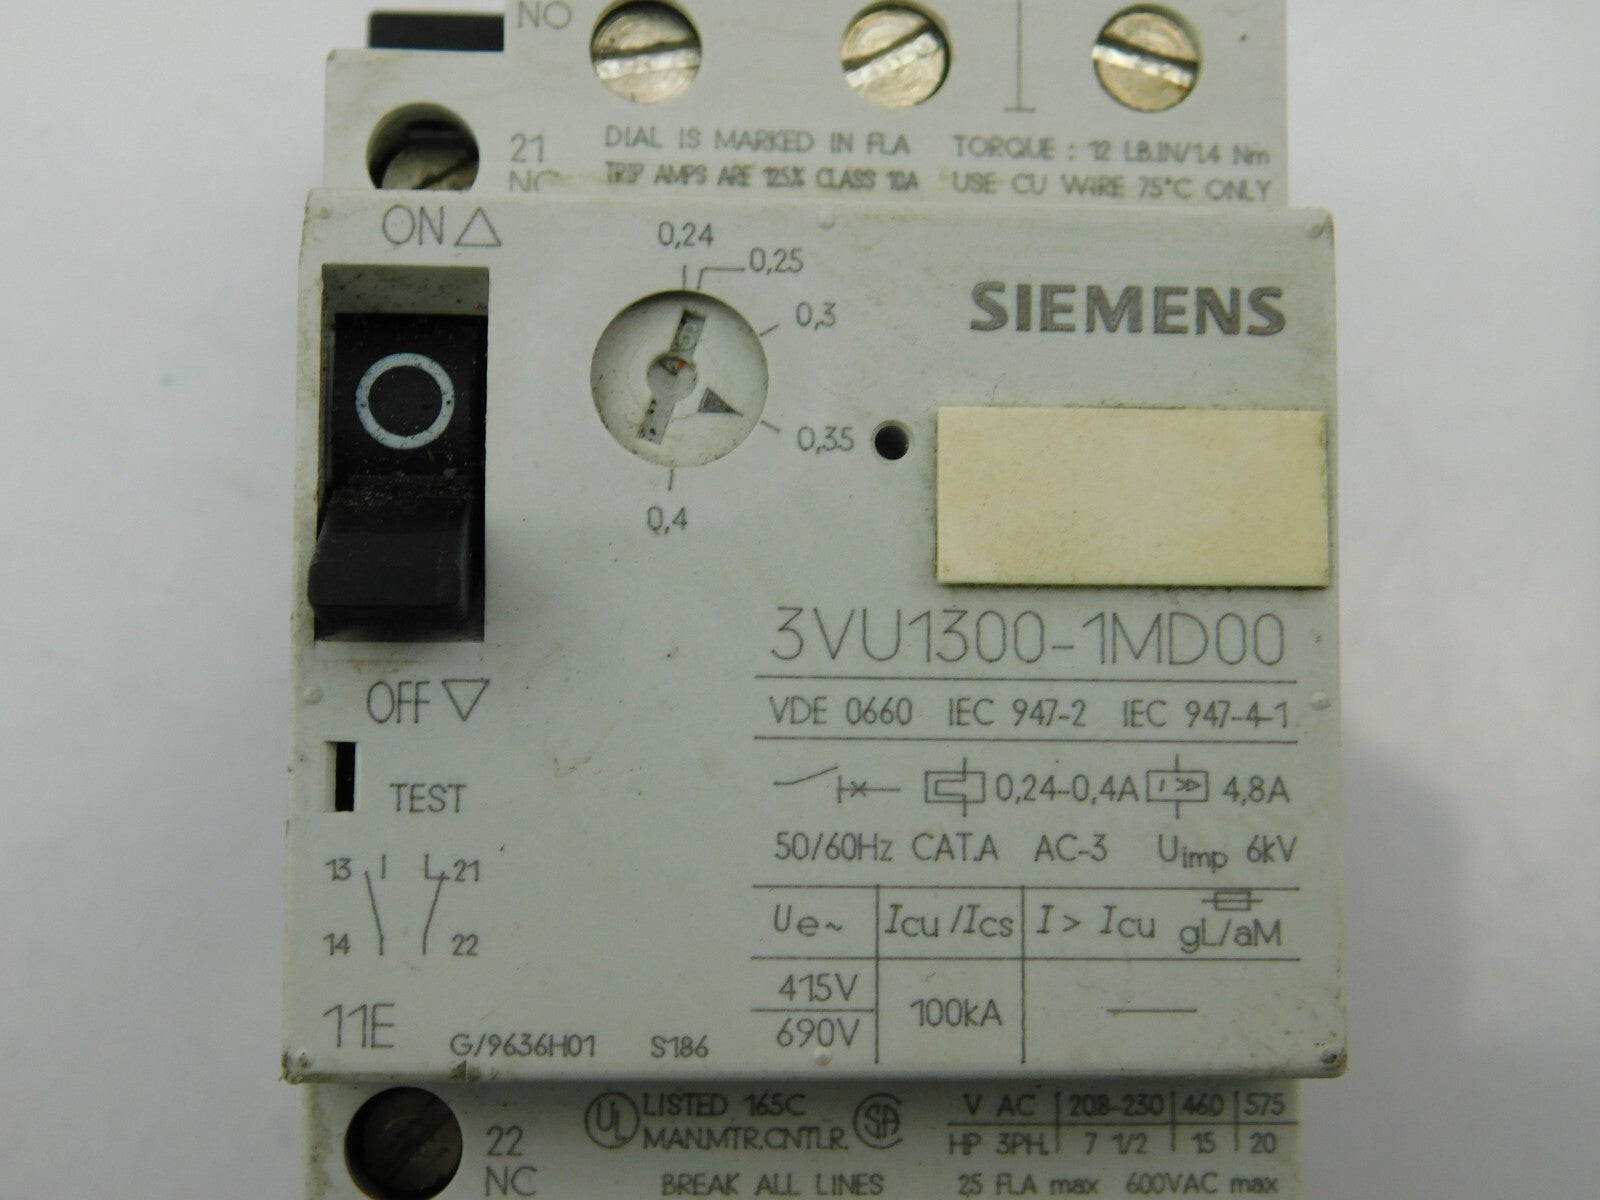 NO
21
NC
DIAL IS MARKED IN FLA
TRIP AMPS ARE 125% CLASS 10A
TORQUE : 12 LB.IN/1.4 Nm
USE CU WIRE 75°C ONLY
ON △
O
0,24
0,25
0,3
0,35
0,4
SIEMENS
3VU1300-1MD00
OFF ▽
VDE 0660 IEC 947-2 IEC 947-4-1
TEST
0,24-0,4A I≫ 4,8A
50/60Hz CAT.A AC-3 Uimp 6kV
13 21
14 22
Ue~ Icu/Ics I> Icu gL/aM
415V
690V
100kA
11E
G/9636H01 S186
22
NC
UL LISTED 165C
MAN.MTR.CNTLR.
SA
BREAK ALL LINES
V AC 208-230 460 575
HP 3PH. 7 1/2 15 20
25 FLA max 600VAC max